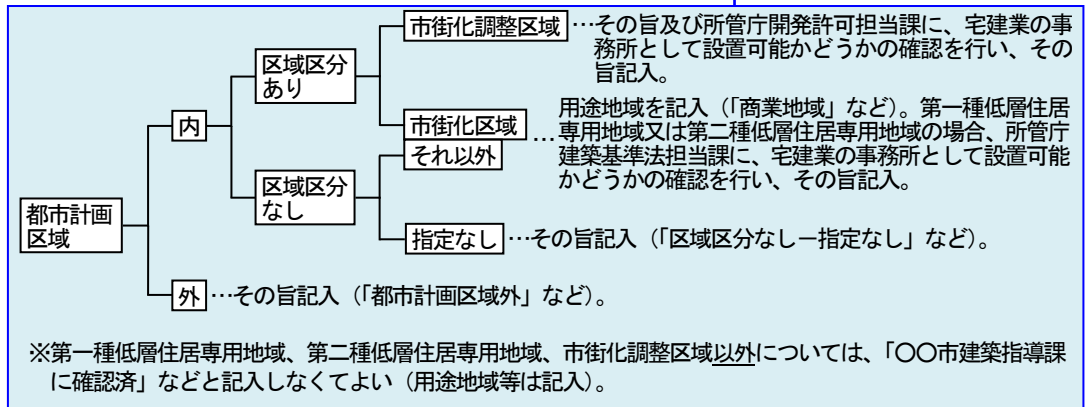 市街化調整区域…その旨及び所管庁開発許可担当課に、宅建業の事
務所として設置可能かどうかの確認を行い、その
旨記入。
区域区分
あり
用途地域を記入（「商業地域」など）。第一種低層住居
内
市街化区域…専用地域又は第二種低層住居専用地域の場合、所管庁
それ以外
建築基準法担当課に、宅建業の事務所として設置可能
かどうかの確認を行い、その旨記入。
区域区分
なし
都市計画
区域
指定なし…その旨記入（「区域区分なしー指定なし」など）。
外…その旨記入（「都市計画区域外」など）。
※第一種低層住居専用地域、第二種低層住居専用地域、市街化調整区域以外については、「〇〇市建築指導課
に確認済」などと記入しなくてよい（用途地域等は記入）。